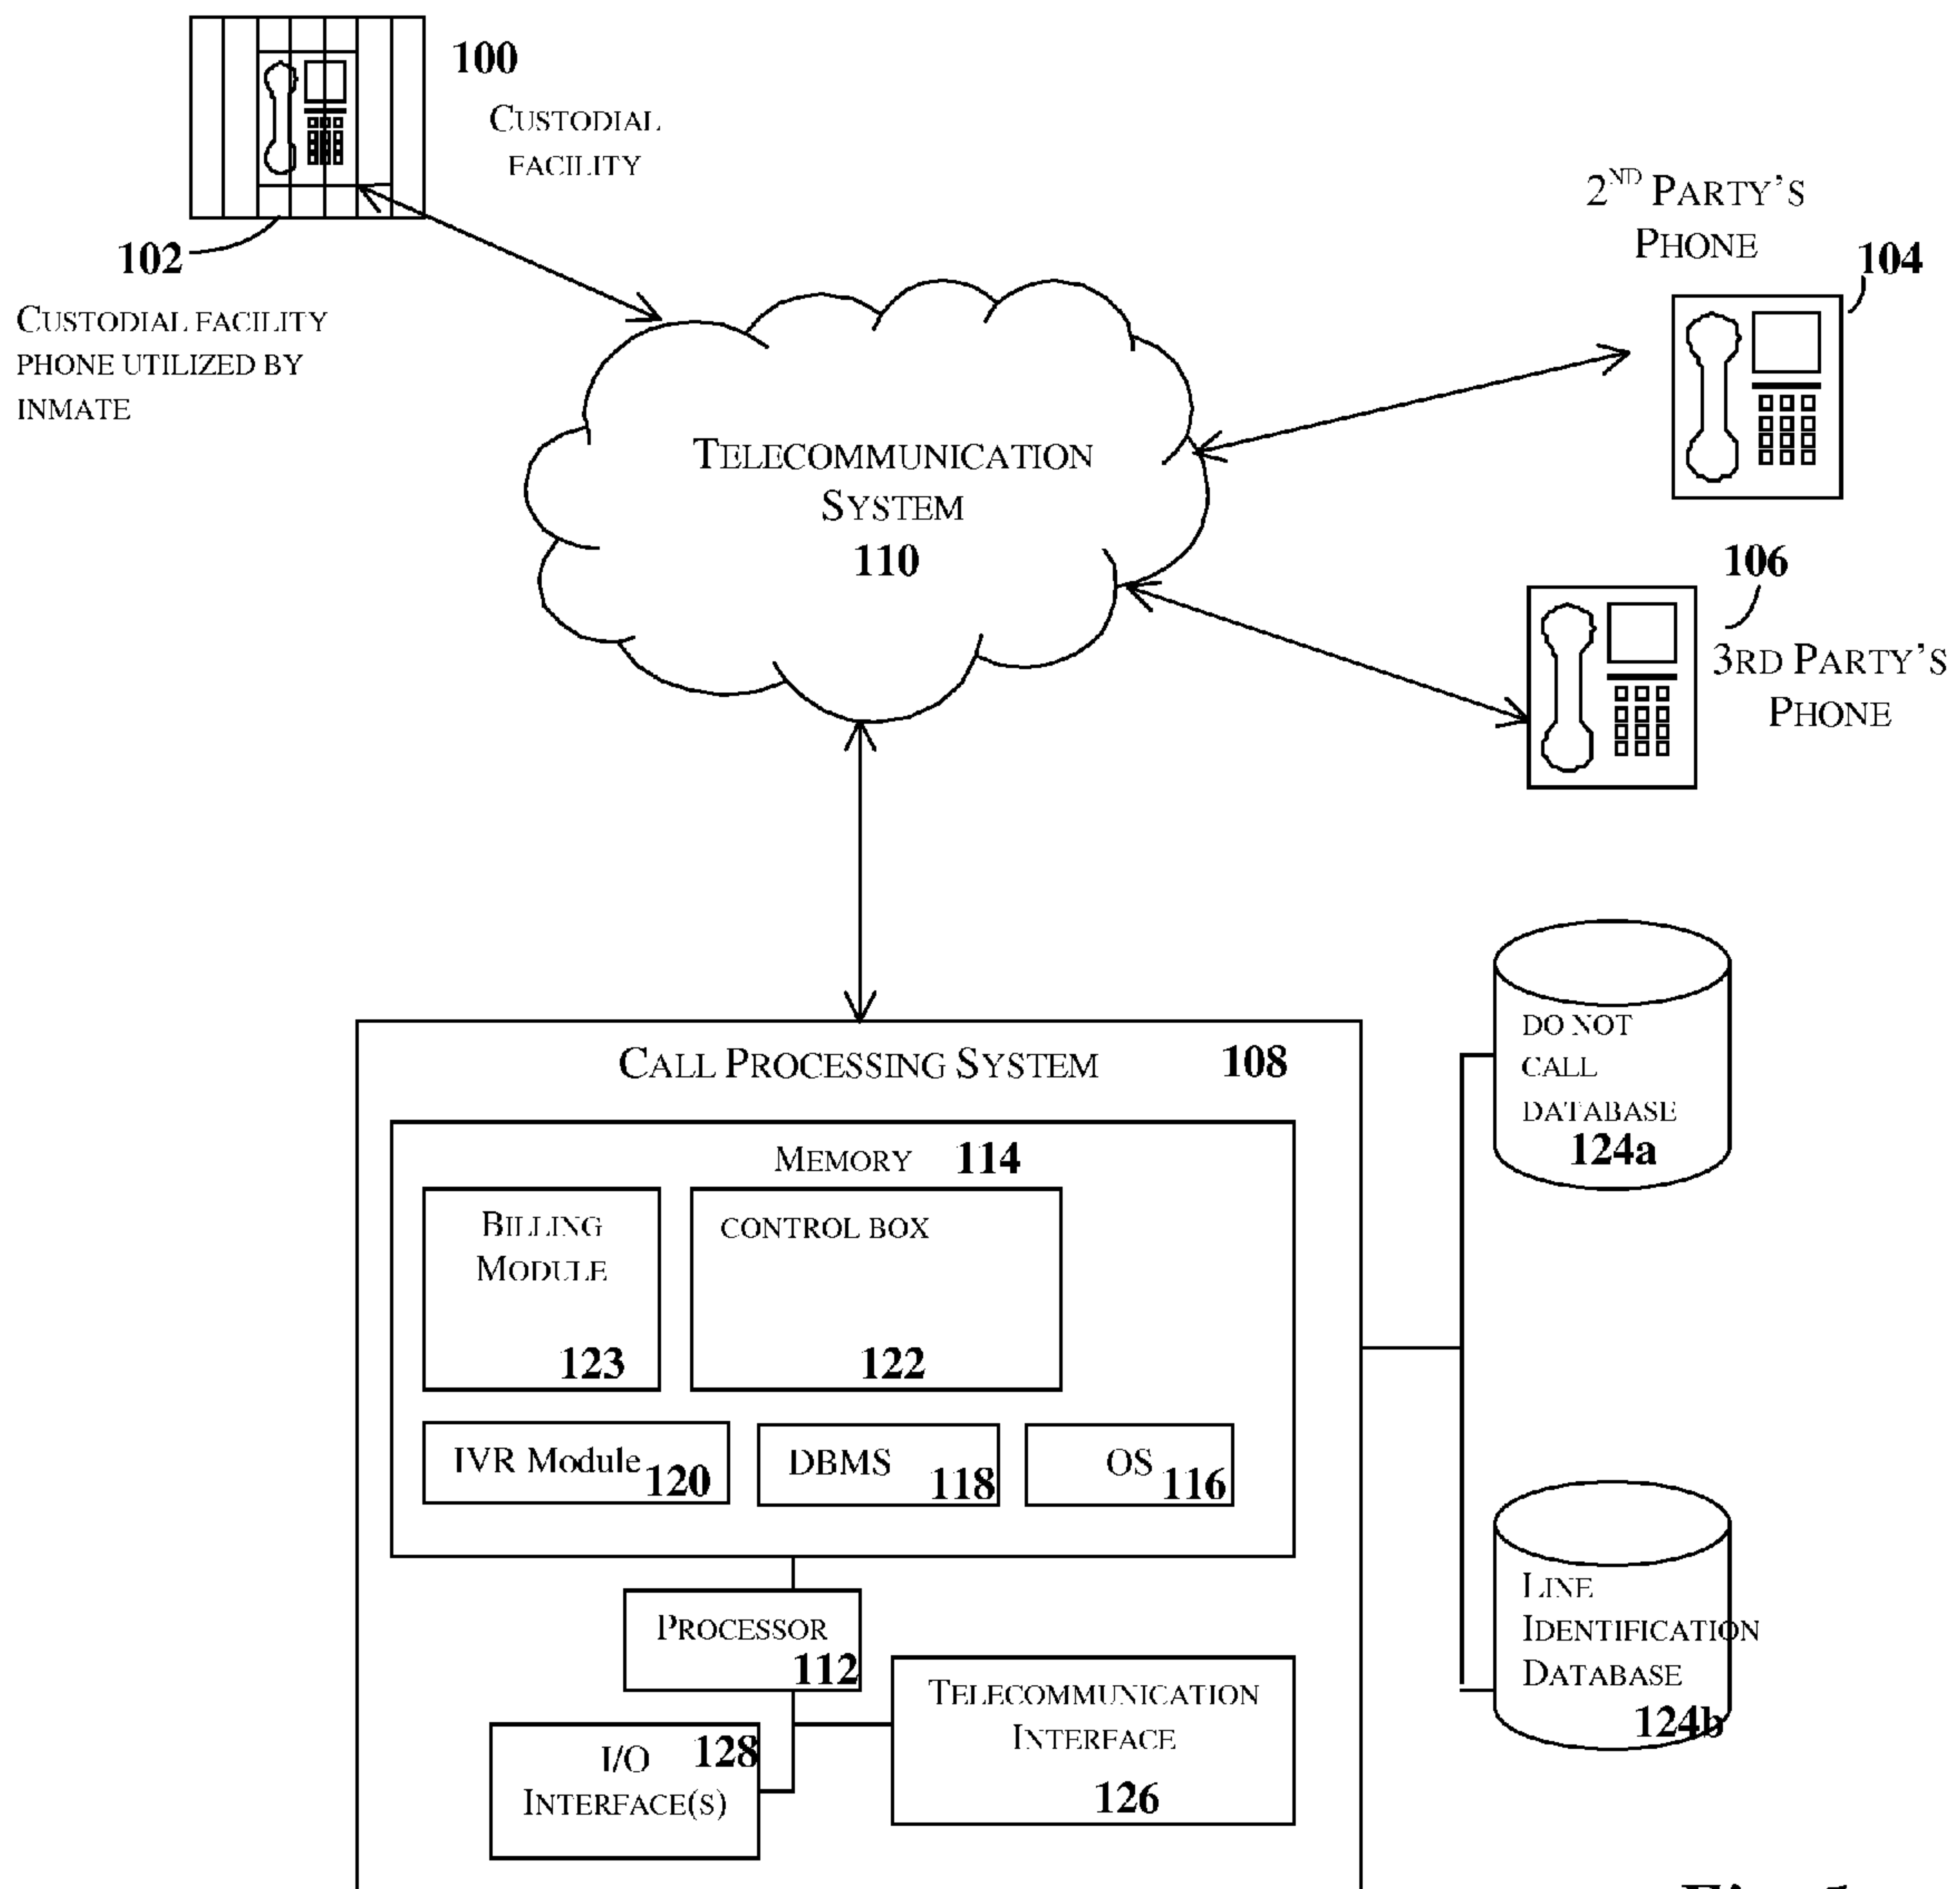 100
CUSTODIAL
FACILITY
102
CUSTODIAL FACILITY
PHONE UTILIZED BY
INMATE
2ND PARTY'S
PHONE
104
TELECOMMUNICATION
SYSTEM
110
106
3RD PARTY'S
PHONE
CALL PROCESSING SYSTEM 108
MEMORY 114
BILLING
MODULE
123
CONTROL BOX
122
IVR Module 120
DBMS 118
OS 116
PROCESSOR
112
TELECOMMUNICATION
INTERFACE
126
128
I/O
INTERFACE(S)
DO NOT
CALL
DATABASE
124a
LINE
IDENTIFICATION
DATABASE
124b